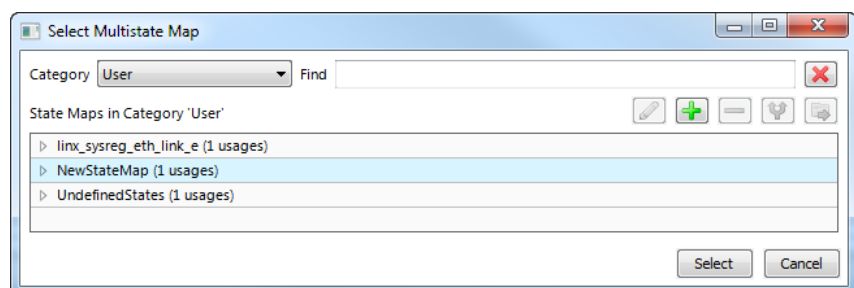 Select Multistate Map
Category User Find
State Maps in Category 'User'
linx_sysreg_eth_link_e (1 usages)
NewStateMap (1 usages)
UndefinedStates (1 usages)
Select Cancel